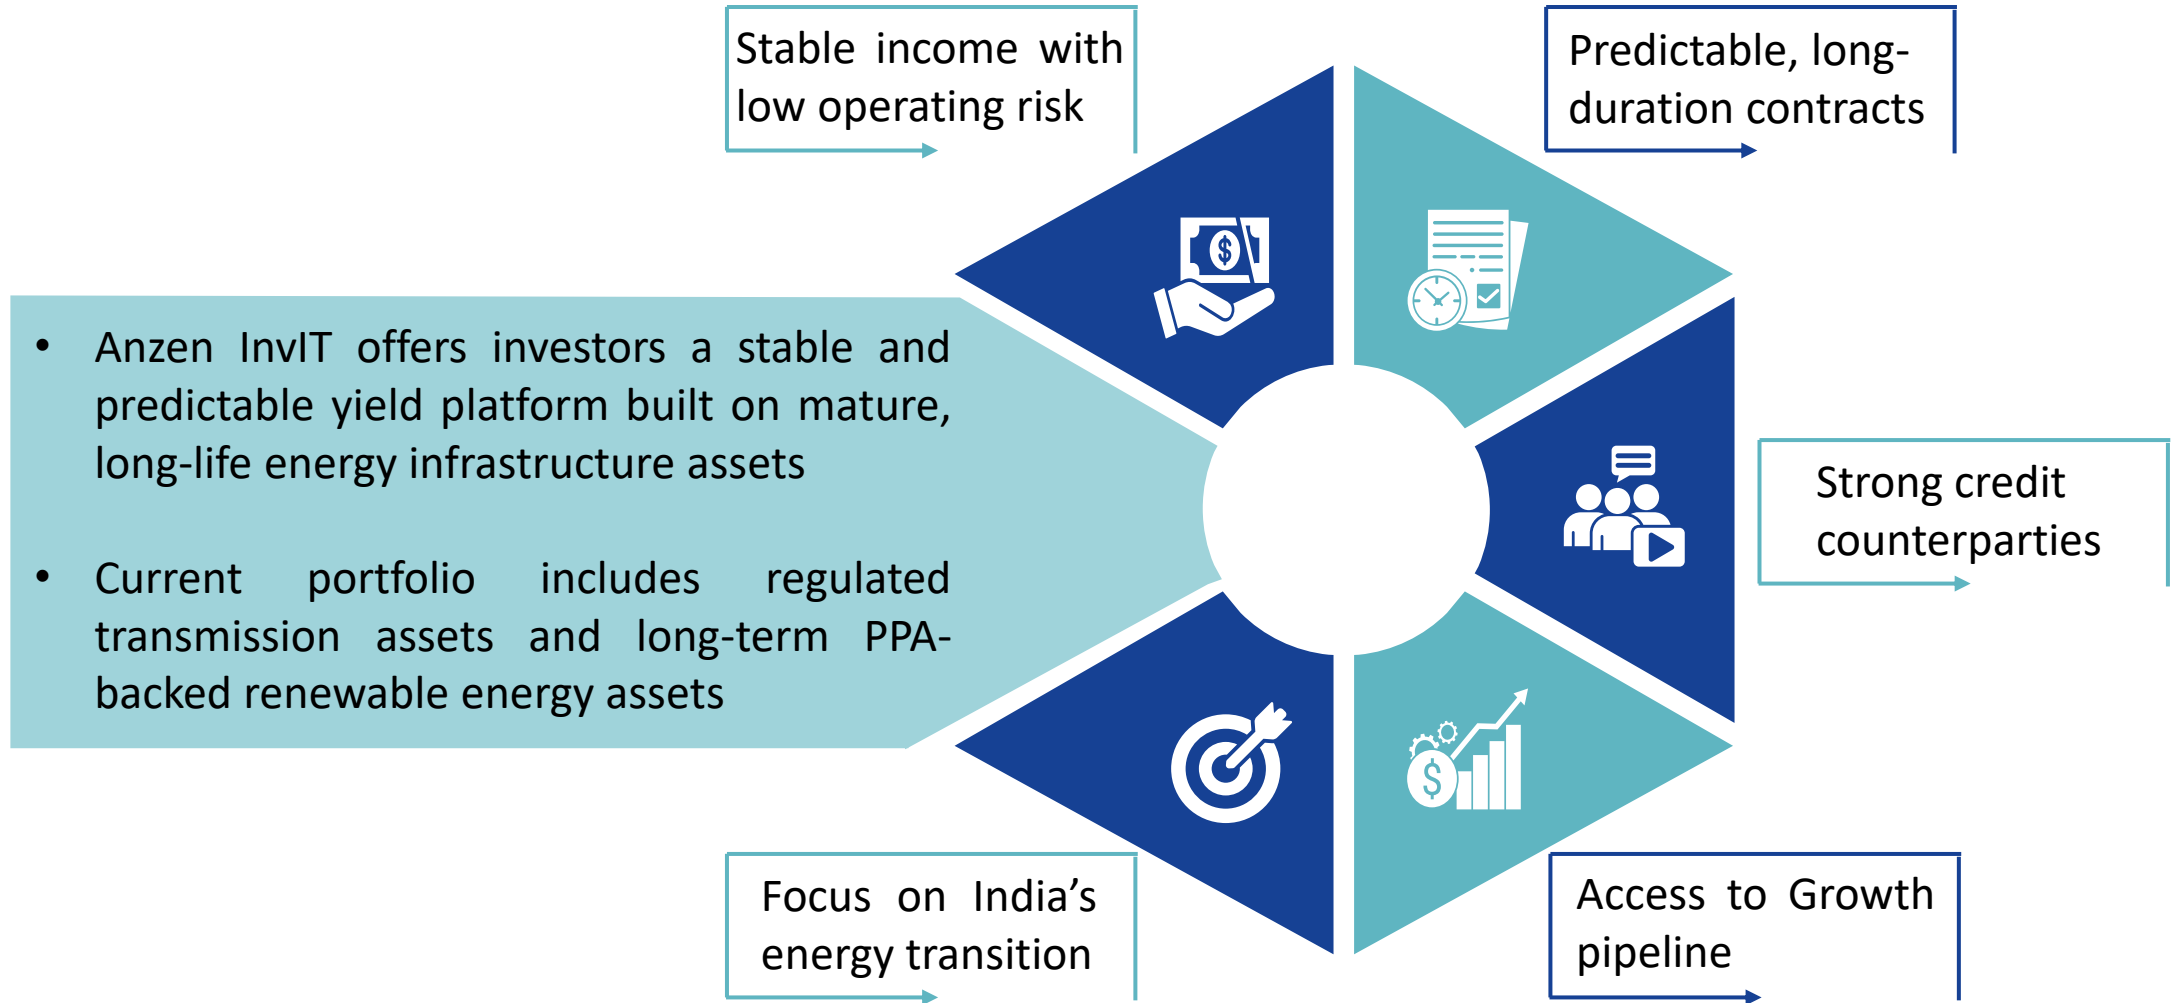 Stable income with
low operating risk
Predictable, long-
duration contracts
• Anzen InvIT offers investors a stable and
predictable yield platform built on mature,
long-life energy infrastructure assets
• Current portfolio includes regulated
transmission assets and long-term PPA-
backed renewable energy assets
Strong credit
counterparties
Focus on India’s
energy transition
Access to Growth
pipeline